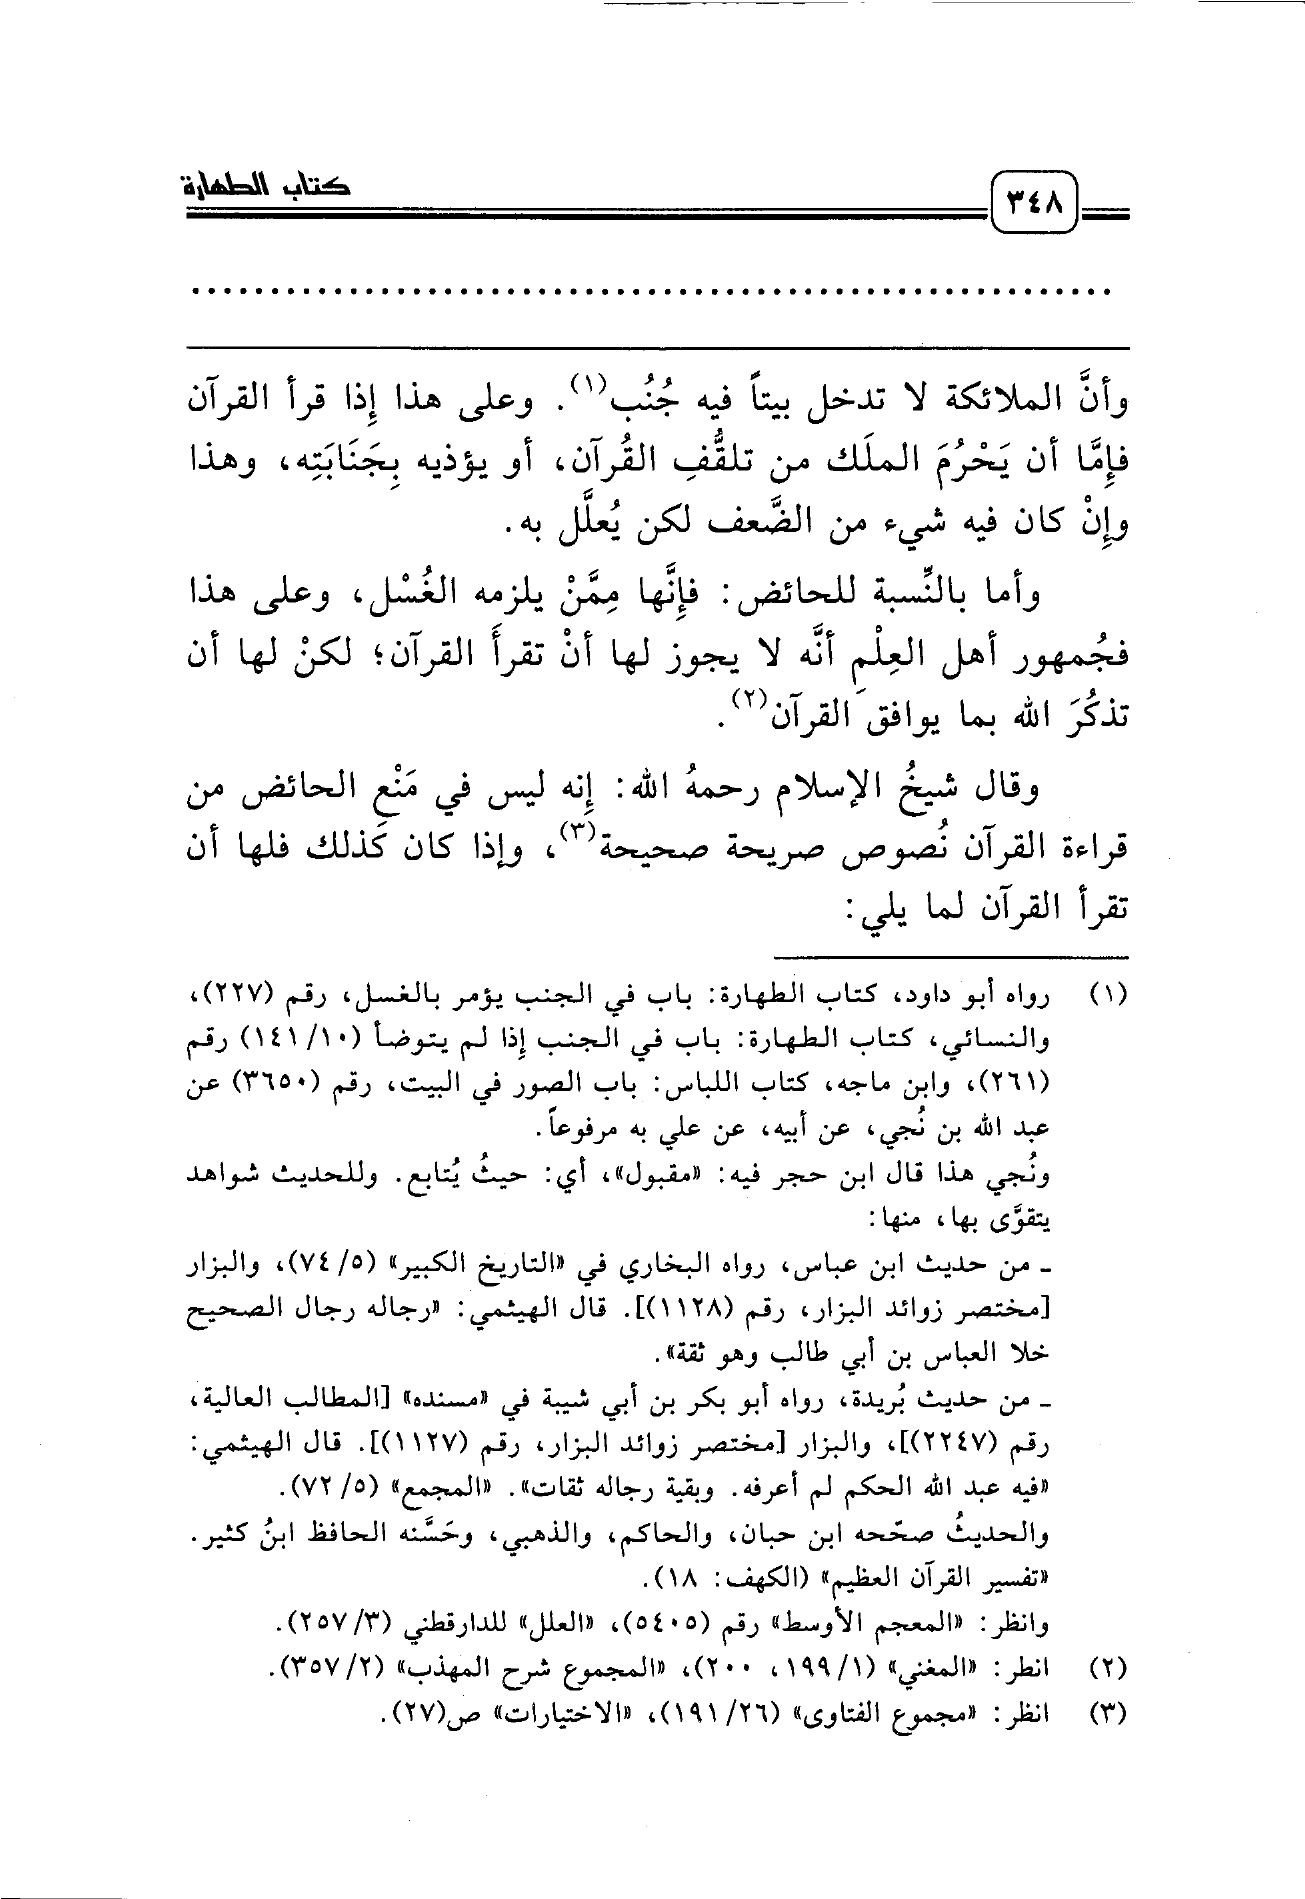 ٣٤٨
كتاب الطهارة
..........................................................
وأنَّ الملائكة لا تدخل بيتاً فيه جُنُب(١). وعلى هذا إِذا قرأ القرآن
فإِمَّا أن يَحْرُمَ الملَك من تلقُّفِ القُرآن، أو يؤذيه بِجَنَابَتِه، وهذا
وإِنْ كان فيه شيء من الضَّعف لكن يُعلَّل به.
وأما بالنِّسبة للحائض: فإِنَّها مِمَّنْ يلزمه الغُسْل، وعلى هذا
فجُمهور أهل العِلْمِ أنَّه لا يجوز لها أنْ تقرأَ القرآن؛ لكنْ لها أن
تذكُرَ الله بما يوافق القرآن(٢).
وقال شيخُ الإسلام رحمهُ الله: إِنه ليس في مَنْعِ الحائض من
قراءة القرآن نُصوص صريحة صحيحة(٣)، وإِذا كان كَذلك فلها أن
تقرأ القرآن لما يلي:
(١) رواه أبو داود، كتاب الطهارة: باب في الجنب يؤمر بالغسل، رقم (٢٢٧)،
والنسائي، كتاب الطهارة: باب في الجنب إذا لم يتوضأ (١٤١/١٠) رقم
(٢٦١)، وابن ماجه، كتاب اللباس: باب الصور في البيت، رقم (٣٦٥٠) عن
عبد الله بن نُجي، عن أبيه، عن علي به مرفوعاً.
ونُجي هذا قال ابن حجر فيه: «مقبول»، أي: حيثُ يُتابع. وللحديث شواهد
يتقوَّى بها، منها:
ـ من حديث ابن عباس، رواه البخاري في «التاريخ الكبير» (٧٤/٥)، والبزار
[مختصر زوائد البزار، رقم (١١٢٨)]. قال الهيثمي: «رجاله رجال الصحيح
خلا العباس بن أبي طالب وهو ثقة».
ـ من حديث بُريدة، رواه أبو بكر بن أبي شيبة في «مسنده» [المطالب العالية،
رقم (٢٢٤٧)]، والبزار [مختصر زوائد البزار، رقم (١١٢٧)]. قال الهيثمي:
«فيه عبد الله الحكم لم أعرفه. وبقية رجاله ثقات». «المجمع» (٧٢/٥).
والحديثُ صحّحه ابن حبان، والحاكم، والذهبي، وحَسَّنه الحافظ ابنُ كثير.
«تفسير القرآن العظيم» (الكهف: ١٨).
وانظر: «المعجم الأوسط» رقم (٥٤٠٥)، «العلل» للدارقطني (٢٥٧/٣).
(٢) انطر: «المغني» (١٩٩/١، ٢٠٠)، «المجموع شرح المهذب» (٣٥٧/٢).
(٣) انظر: «مجموع الفتاوى» (١٩١/٢٦)، «الاختيارات» ص(٢٧).